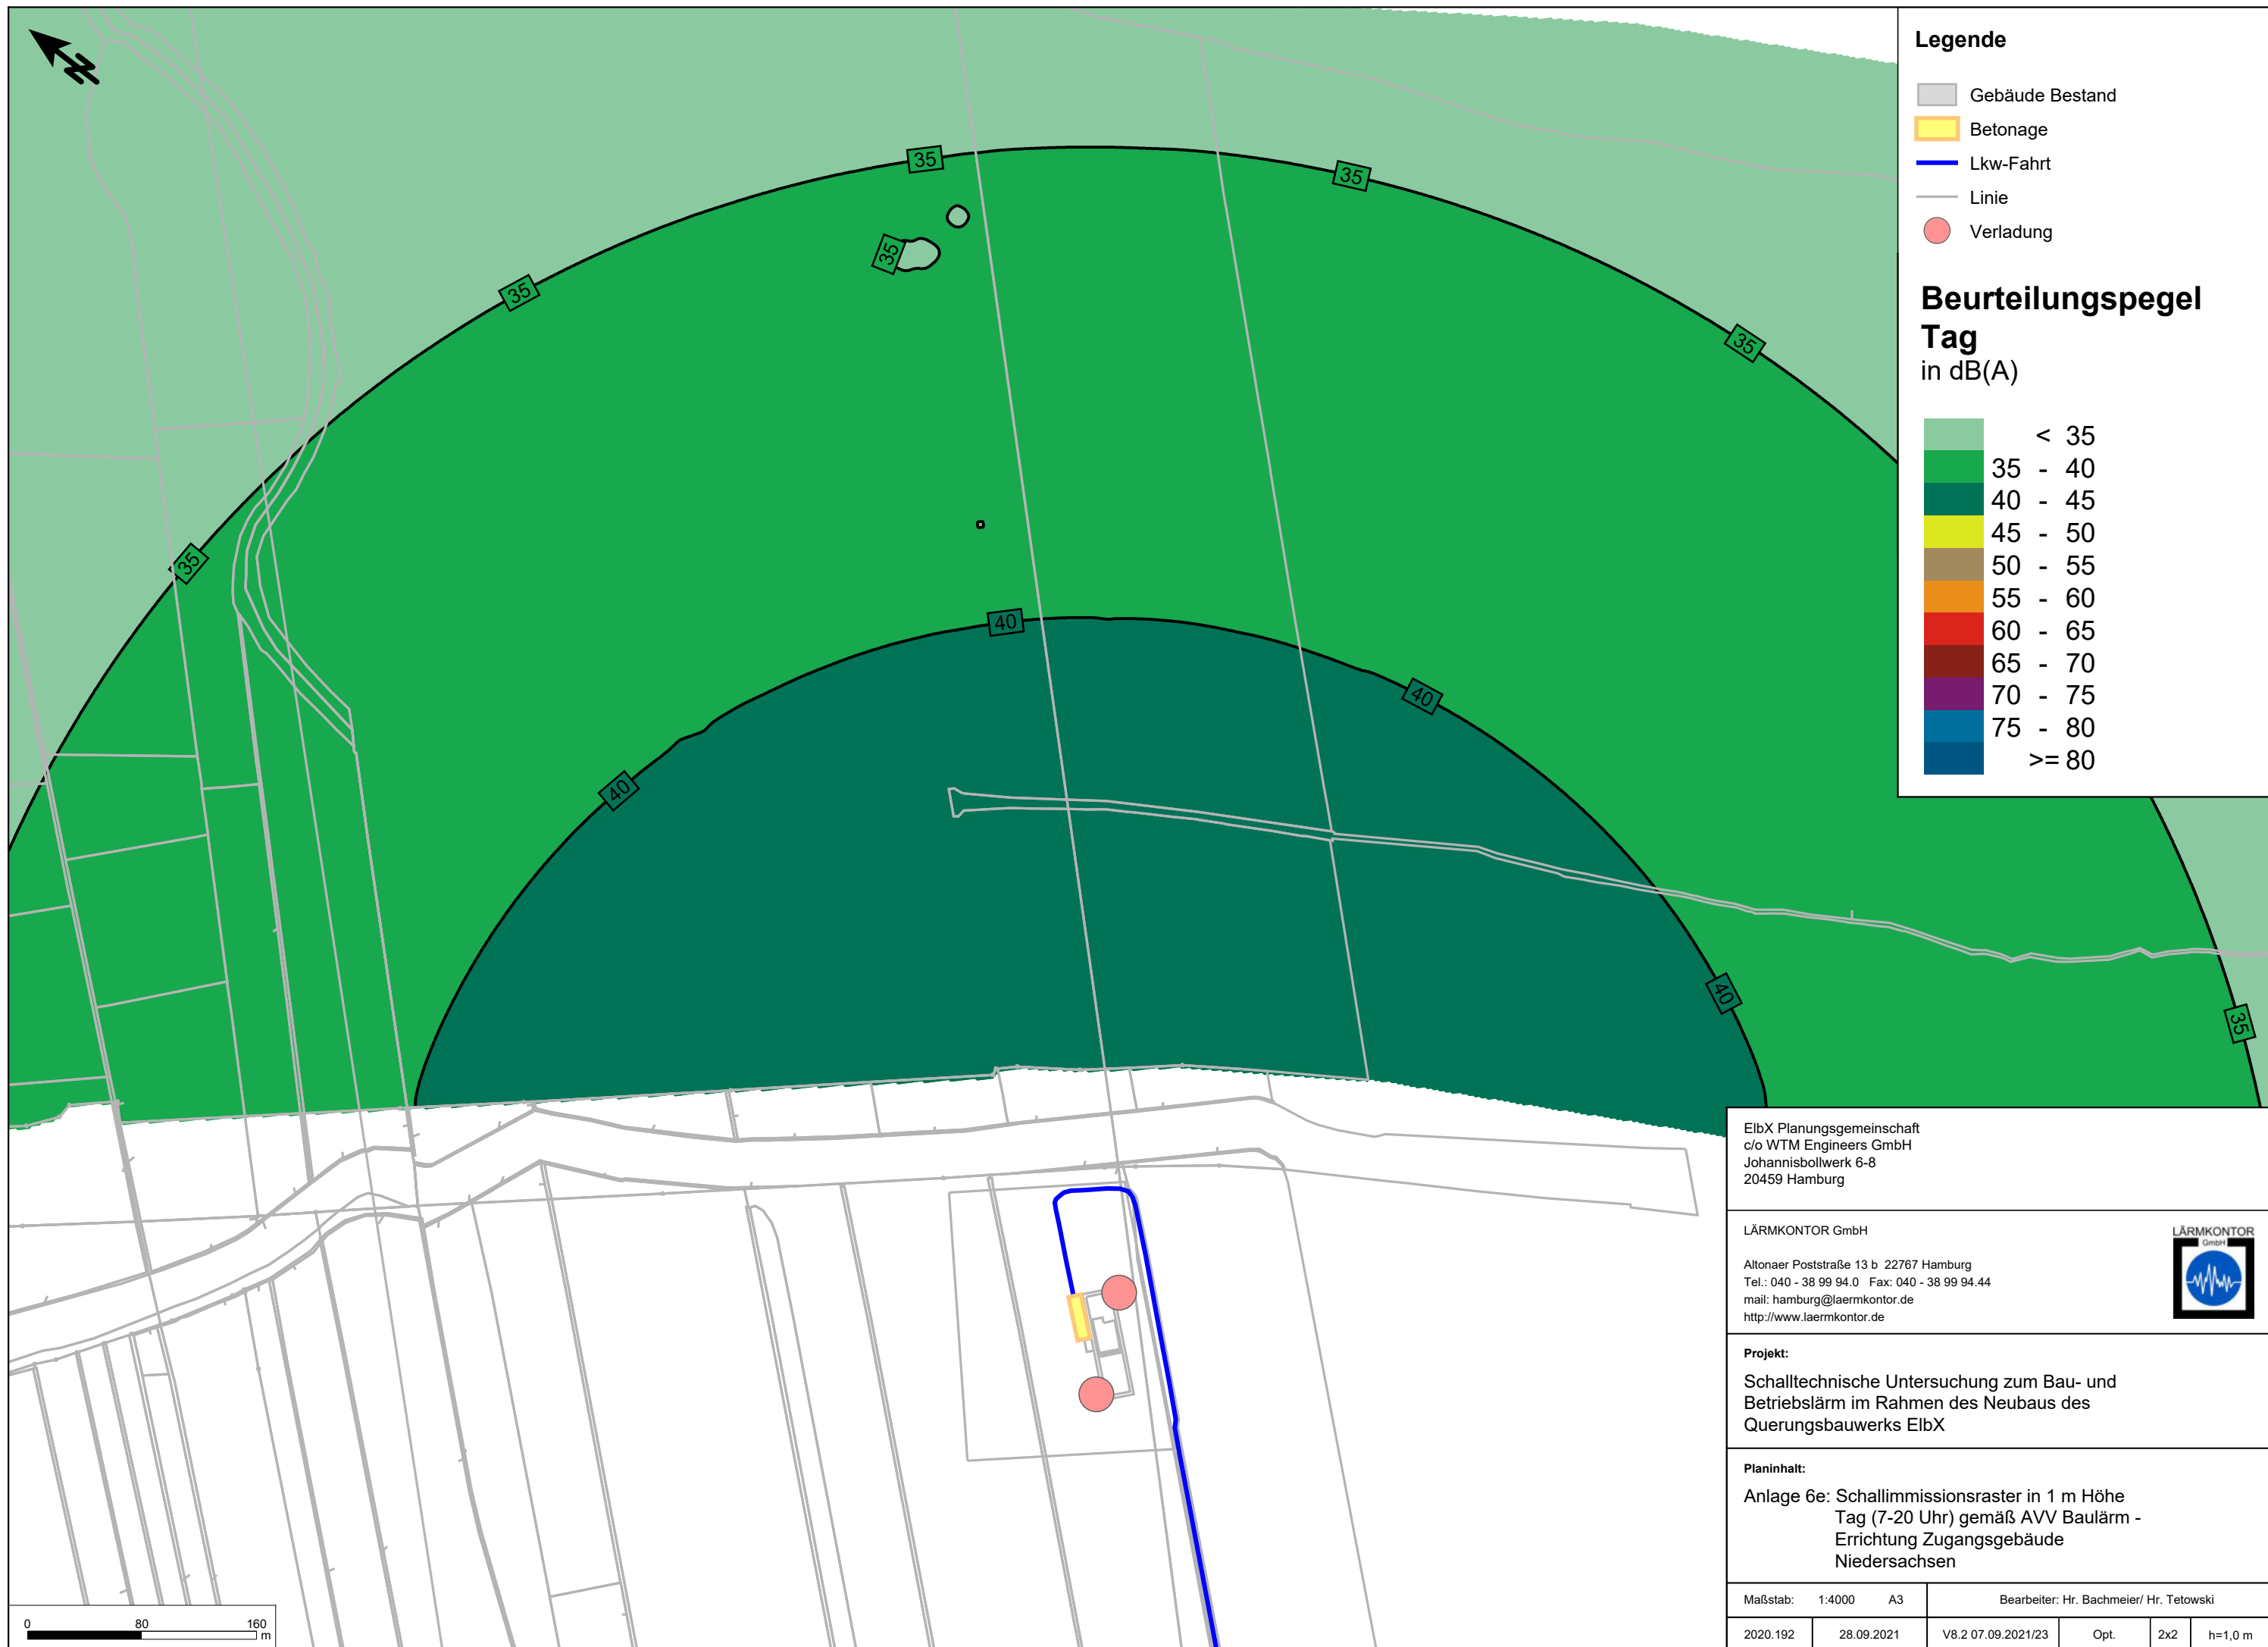 N
35
35
35
35
35
35
40
40
40
40
35
0 80 160
m
Legende
Gebäude Bestand
Betonage
Lkw-Fahrt
Linie
Verladung
Beurteilungspegel
Tag
in dB(A)
< 35
35 - 40
40 - 45
45 - 50
50 - 55
55 - 60
60 - 65
65 - 70
70 - 75
75 - 80
>= 80
ElbX Planungsgemeinschaft
c/o WTM Engineers GmbH
Johannisbollwerk 6-8
20459 Hamburg
LÄRMKONTOR GmbH
Altonaer Poststraße 13 b 22767 Hamburg
Tel.: 040 - 38 99 94.0 Fax: 040 - 38 99 94.44
mail: hamburg@laermkontor.de
http://www.laermkontor.de
LÄRMKONTOR
GmbH
Projekt:
Schalltechnische Untersuchung zum Bau- und
Betriebslärm im Rahmen des Neubaus des
Querungsbauwerks ElbX
Planinhalt:
Anlage 6e: Schallimmissionsraster in 1 m Höhe
Tag (7-20 Uhr) gemäß AVV Baulärm -
Errichtung Zugangsgebäude
Niedersachsen
Maßstab: 1:4000 A3 Bearbeiter: Hr. Bachmeier/ Hr. Tetowski
2020.192 28.09.2021 V8.2 07.09.2021/23 Opt. 2x2 h=1,0 m